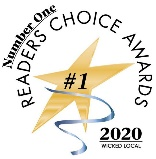 Number One
READERS CHOICE AWARDS
#1
2020
WICKED LOCAL